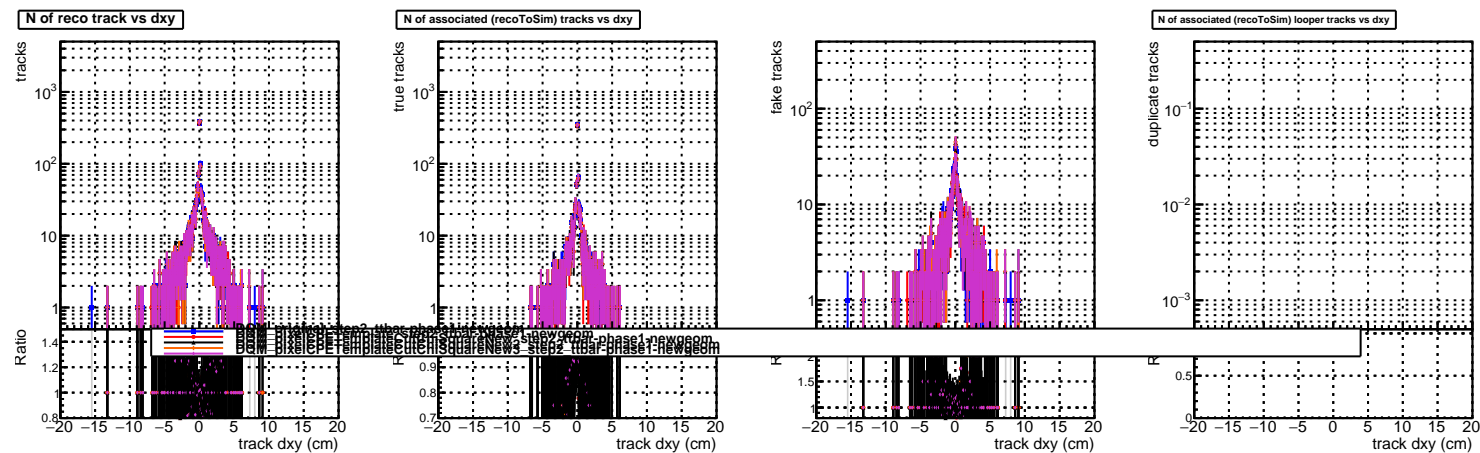 N of reco track vs dxy
tracks
10³
10²
10
1
Ratio
1.4
1.2
1
0.8
−20 −15 −10 −5 0 5 10 15 20
track dxy (cm)
N of associated (recoToSim) tracks vs dxy
true tracks
10³
10²
10
1
0.9
0.8
0.7
−20 −15 −10 −5 0 5 10 15 20
track dxy (cm)
fake tracks
10²
10
1
1.5
1
−20 −15 −10 −5 0 5 10 15 20
track dxy (cm)
N of associated (recoToSim) looper tracks vs dxy
duplicate tracks
10⁻¹
10⁻²
10⁻³
0.5
0
−20 −15 −10 −5 0 5 10 15 20
track dxy (cm)
DQM_pixelCPETemplateCutChiSquareNew3_step2_ttbar-phase1-newgeom